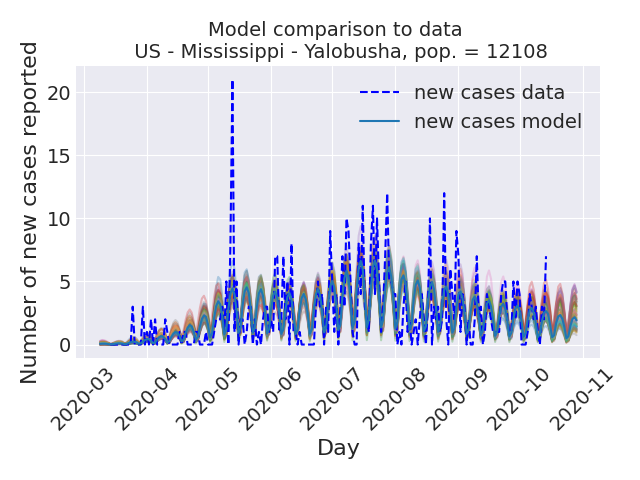 Model comparison to data
US - Mississippi - Yalobusha, pop. = 12108
Number of new cases reported
20
15
10
5
0
new cases data
new cases model
2020-03
2020-04
2020-05
2020-06
2020-07
2020-08
2020-09
2020-10
2020-11
Day